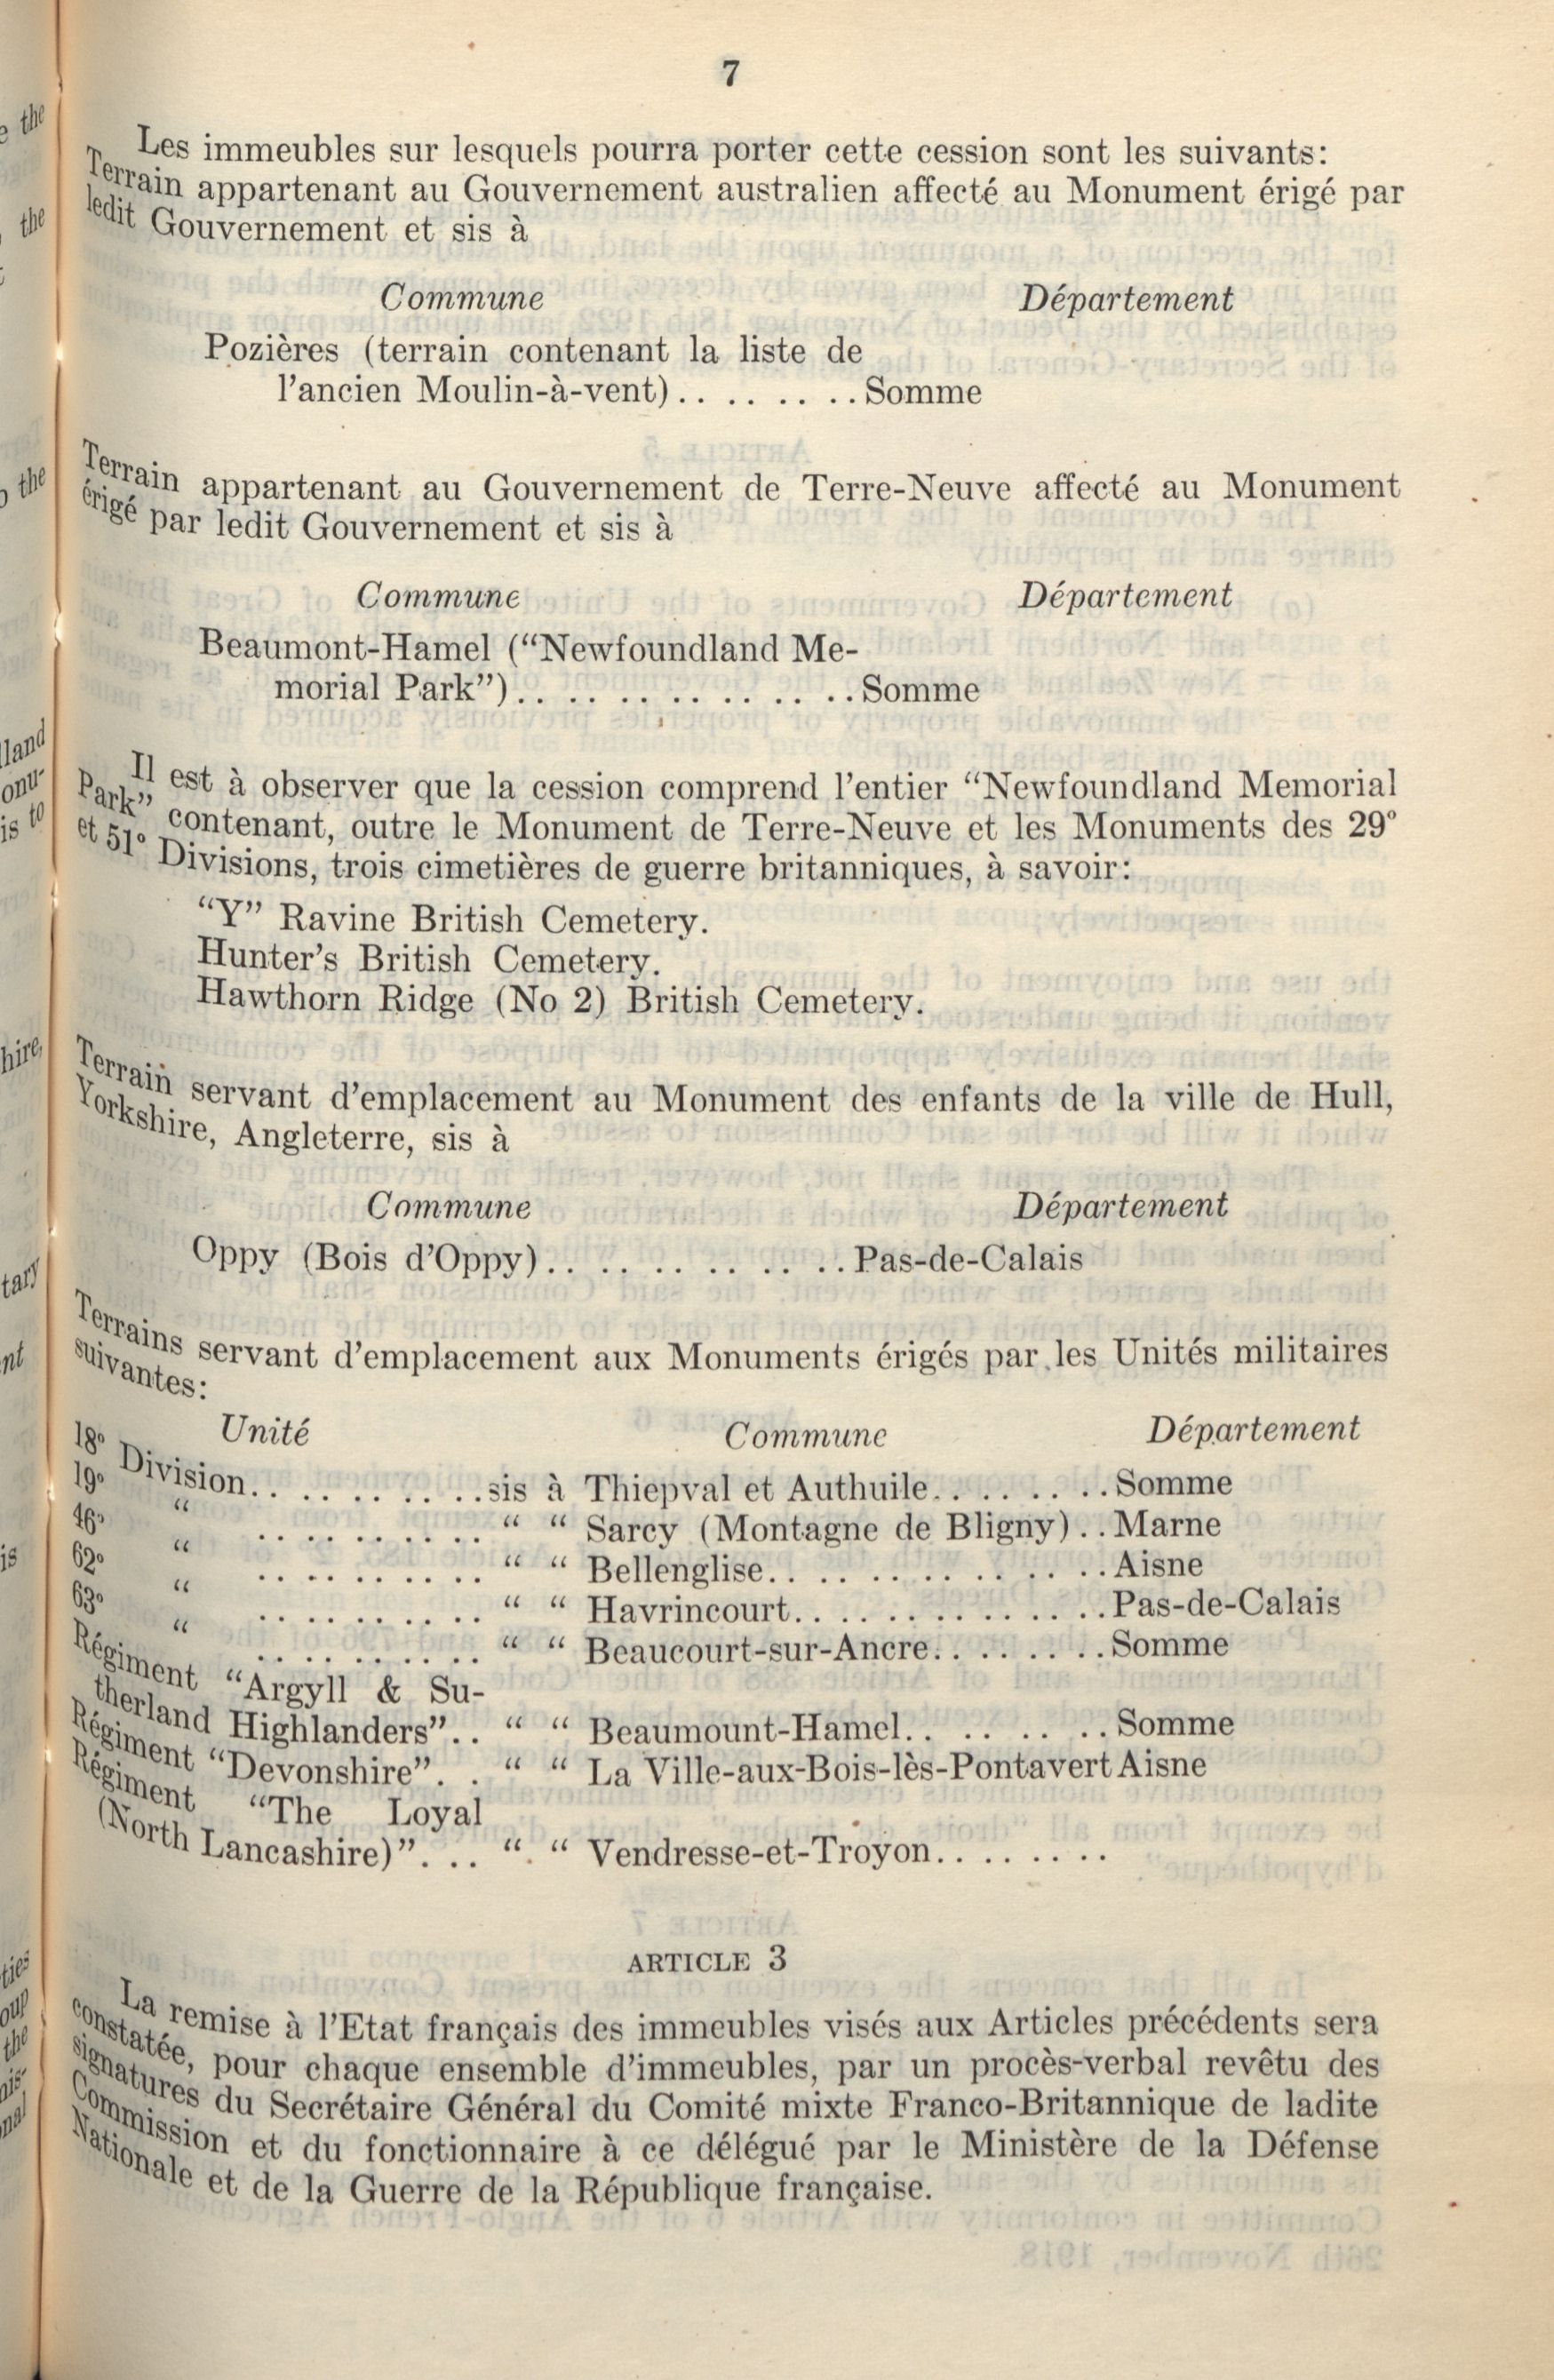 7
Les immeubles sur lesquels pourra porter cette cession sont les suivants:
Terrain appartenant au Gouvernement australien affecté au Monument érigé par
ledit Gouvernement et sis à
Commune Département
Pozières (terrain contenant la liste de
l'ancien Moulin-à-vent) . . . . . . . . Somme
Terrain appartenant au Gouvernement de Terre-Neuve affecté au Monument
érigé par ledit Gouvernement et sis à
Commune Département
Beaumont-Hamel (“Newfoundland Me-
morial Park”) . . . . . . . . . . . . . . Somme
Il est à observer que la cession comprend l'entier “Newfoundland Memorial
Park” contenant, outre le Monument de Terre-Neuve et les Monuments des 29°
et 51° Divisions, trois cimetières de guerre britanniques, à savoir:
“Y” Ravine British Cemetery.
Hunter's British Cemetery.
Hawthorn Ridge (No 2) British Cemetery.
Terrain servant d'emplacement au Monument des enfants de la ville de Hull,
Yorkshire, Angleterre, sis à
Commune Département
Oppy (Bois d'Oppy) . . . . . . . . . . . . Pas-de-Calais
Terrains servant d'emplacement aux Monuments érigés par les Unités militaires
suivantes:
Unité Commune Département
18° Division . . . . . . . . . . sis à Thiepval et Authuile . . . . . . . . Somme
19° “ . . . . . . . . . . “ “ Sarcy (Montagne de Bligny) . . Marne
46° “ . . . . . . . . . . “ “ Bellenglise . . . . . . . . . . . . . . Aisne
62° “ . . . . . . . . . . “ “ Havrincourt . . . . . . . . . . . . . Pas-de-Calais
63° “ . . . . . . . . . . “ “ Beaucourt-sur-Ancre . . . . . . . . Somme
Régiment “Argyll & Su-
therland Highlanders” . . “ “ Beaumount-Hamel . . . . . . . . Somme
Régiment “Devonshire” . . “ “ La Ville-aux-Bois-lès-Pontavert Aisne
Régiment “The Loyal
(North Lancashire)” . . . “ “ Vendresse-et-Troyon . . . . . . . .
ARTICLE 3
La remise à l'Etat français des immeubles visés aux Articles précédents sera
constatée, pour chaque ensemble d'immeubles, par un procès-verbal revêtu des
signatures du Secrétaire Général du Comité mixte Franco-Britannique de ladite
Commission et du fonctionnaire à ce délégué par le Ministère de la Défense
Nationale et de la Guerre de la République française.